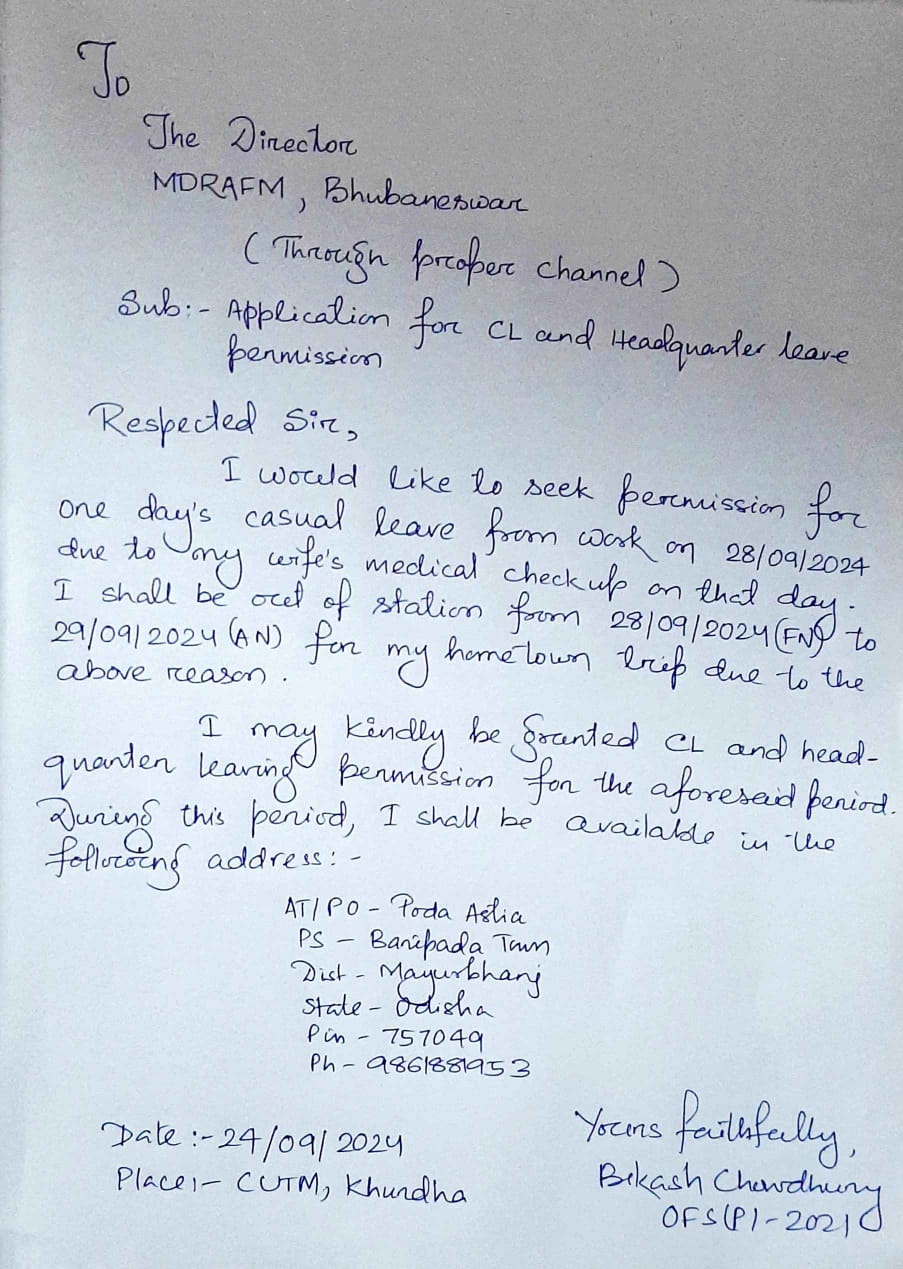 To
The Director
MDRAFM, Bhubaneswar
(Through proper channel)
Sub:- Application for CL and Headquarter leave
permission
Respected Sir,
I would like to seek permission for
one day's casual leave from work on 28/09/2024
due to my wife's medical checkup on that day.
I shall be out of station from 28/09/2024 (FN) to
29/09/2024 (AN) for my hometown trip due to the
above reason.
I may kindly be granted CL and head-
quarter leaving permission for the aforesaid period.
During this period, I shall be available in the
following address:-
AT/PO - Poda Astia
PS - Baripada Town
Dist - Mayurbhanj
State - Odisha
Pin - 757049
Ph - 9861881953
Date :- 24/09/2024
Place:- CUTM, Khurdha
Yours faithfully,
Bikash Chowdhury
OFS(P)-2021